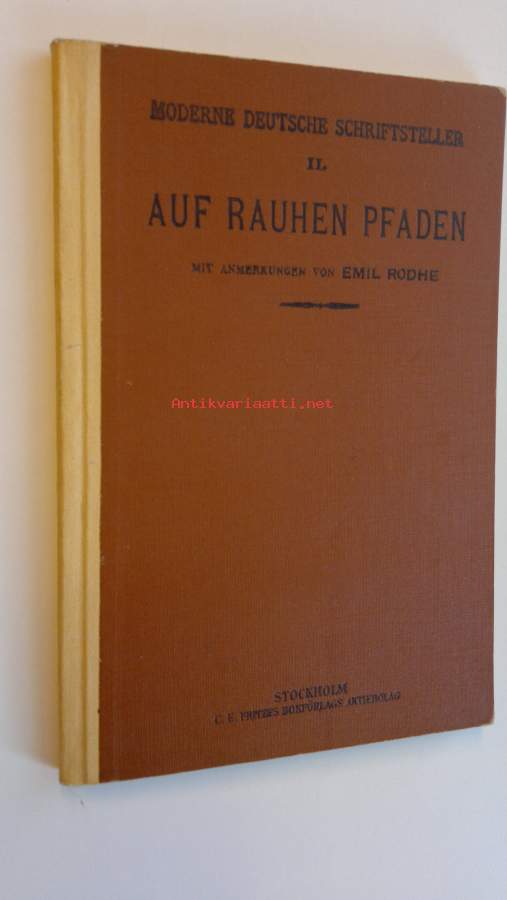 MODERNE DEUTSCHE SCHRIFTSTELLER
II.
AUF RAUHEN PFADEN
MIT ANMERKUNGEN VON EMIL RODHE
Antikvariaatti.net
STOCKHOLM
C. E. FRITZES BOKFÖRLAGS AKTIEBOLAG